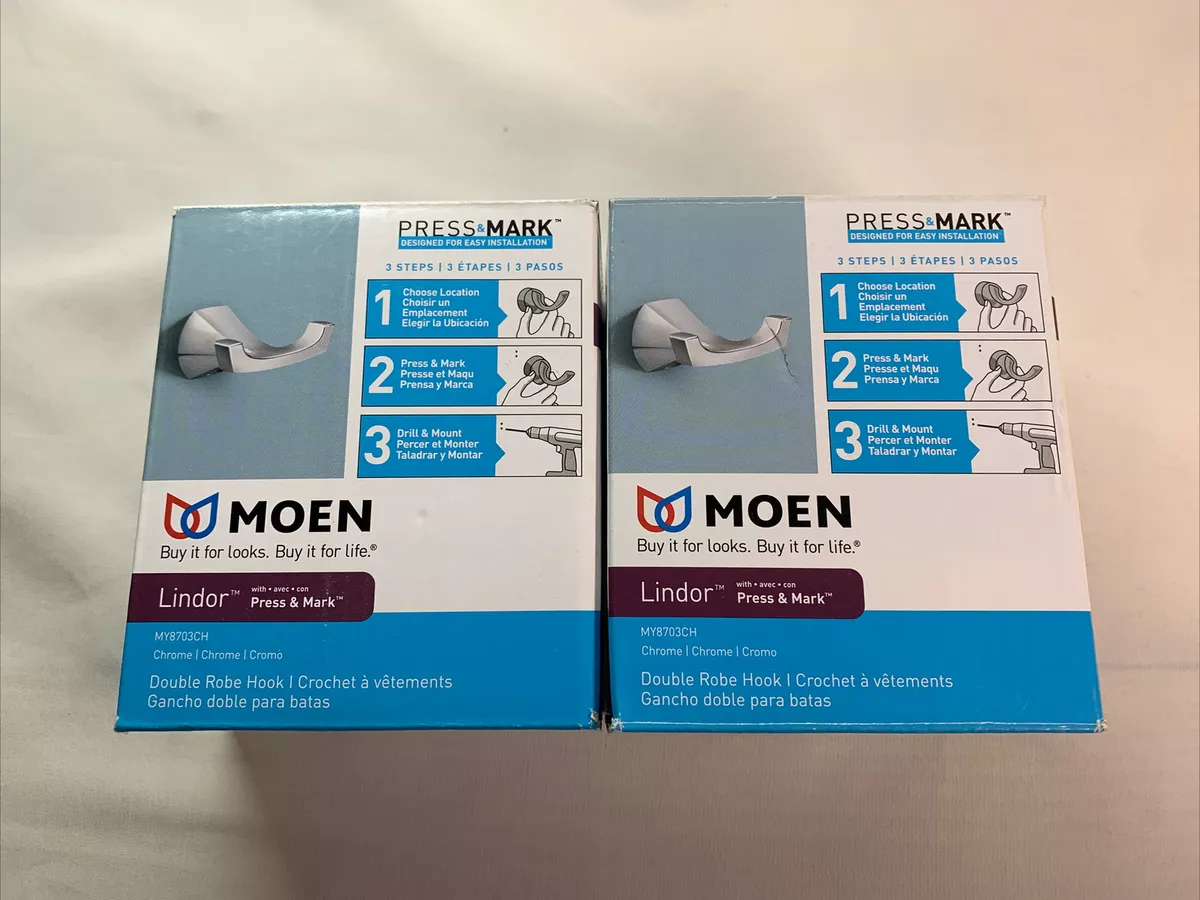 PRESS&MARK™
DESIGNED FOR EASY INSTALLATION™
3 STEPS | 3 ÉTAPES | 3 PASOS
1
Choose Location
Choisir un
Emplacement
Elegir la Ubicación
2
Press & Mark
Presse et Maqu
Prensa y Marca
3
Drill & Mount
Percer et Monter
Taladrar y Montar
MOEN
Buy it for looks. Buy it for life.®
Lindor™
with • avec • con
Press & Mark™
MY8703CH
Chrome | Chrome | Cromo
Double Robe Hook | Crochet à vêtements
Gancho doble para batas
PRESS&MARK™
DESIGNED FOR EASY INSTALLATION™
3 STEPS | 3 ÉTAPES | 3 PASOS
1
Choose Location
Choisir un
Emplacement
Elegir la Ubicación
2
Press & Mark
Presse et Maqu
Prensa y Marca
3
Drill & Mount
Percer et Monter
Taladrar y Montar
MOEN
Buy it for looks. Buy it for life.®
Lindor™
with • avec • con
Press & Mark™
MY8703CH
Chrome | Chrome | Cromo
Double Robe Hook | Crochet à vêtements
Gancho doble para batas